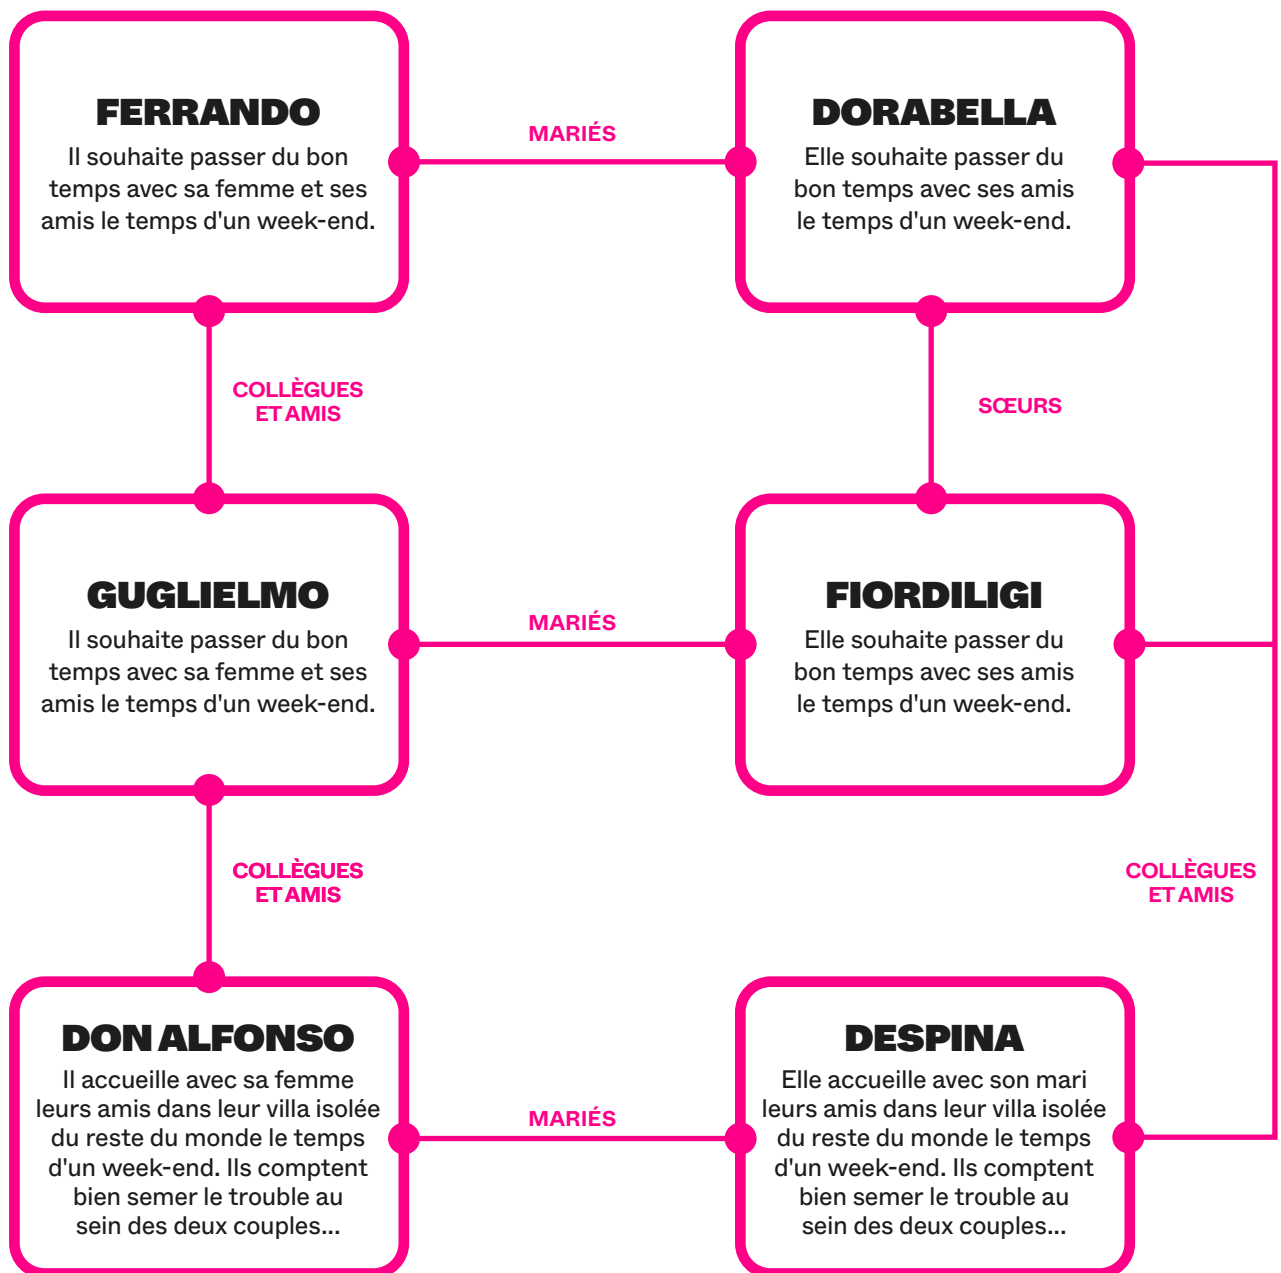 FERRANDO
Il souhaite passer du bon
temps avec sa femme et ses
amis le temps d'un week-end.
MARIÉS
DORABELLA
Elle souhaite passer du
bon temps avec ses amis
le temps d'un week-end.
COLLÈGUES
ET AMIS
SŒURS
GUGLIELMO
Il souhaite passer du bon
temps avec sa femme et ses
amis le temps d'un week-end.
MARIÉS
FIORDILIGI
Elle souhaite passer du
bon temps avec ses amis
le temps d'un week-end.
COLLÈGUES
ET AMIS
COLLÈGUES
ET AMIS
DON ALFONSO
Il accueille avec sa femme
leurs amis dans leur villa isolée
du reste du monde le temps
d'un week-end. Ils comptent
bien semer le trouble au
sein des deux couples...
MARIÉS
DESPINA
Elle accueille avec son mari
leurs amis dans leur villa isolée
du reste du monde le temps
d'un week-end. Ils comptent
bien semer le trouble au
sein des deux couples...